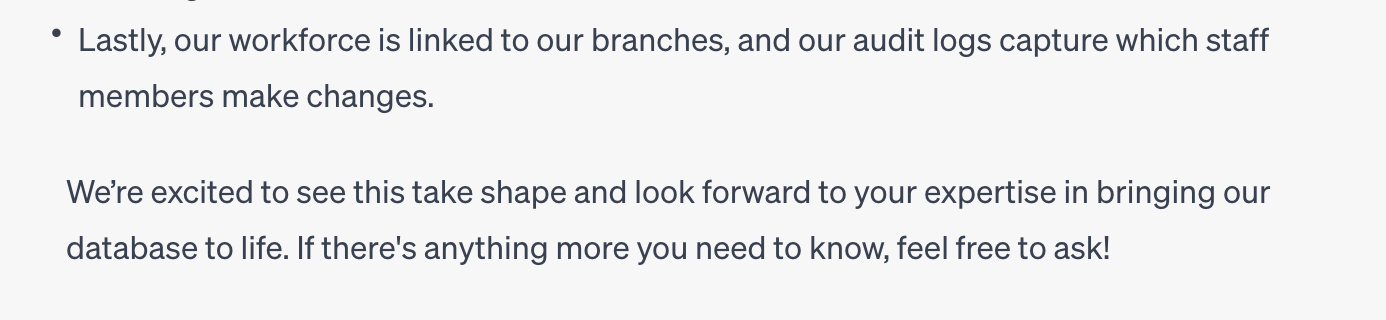 • Lastly, our workforce is linked to our branches, and our audit logs capture which staff
members make changes.
We’re excited to see this take shape and look forward to your expertise in bringing our
database to life. If there's anything more you need to know, feel free to ask!